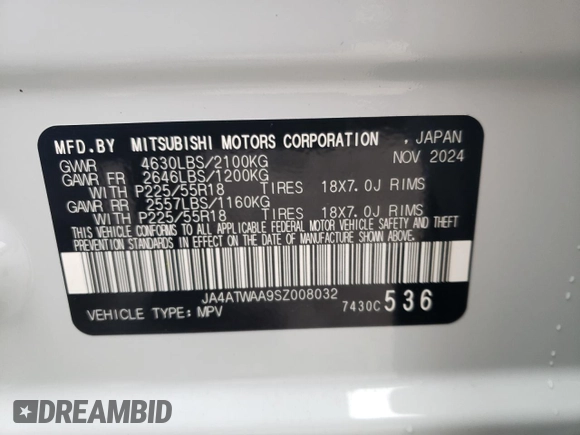 MFD.BY MITSUBISHI MOTORS CORPORATION , JAPAN
GVWR 4630LBS/2100KG NOV 2024
GAWR FR 2646LBS/1200KG
WITH P225/55R18 TIRES 18X7.0J RIMS
GAWR RR 2557LBS/1160KG
WITH P225/55R18 TIRES 18X7.0J RIMS
THIS VEHICLE CONFORMS TO ALL APPLICABLE FEDERAL MOTOR VEHICLE SAFETY AND
THEFT PREVENTION STANDARDS IN EFFECT ON THE DATE OF MANUFACTURE SHOWN ABOVE.
JA4ATWAA9SZ008032
VEHICLE TYPE: MPV 7430C 536
DREAMBID